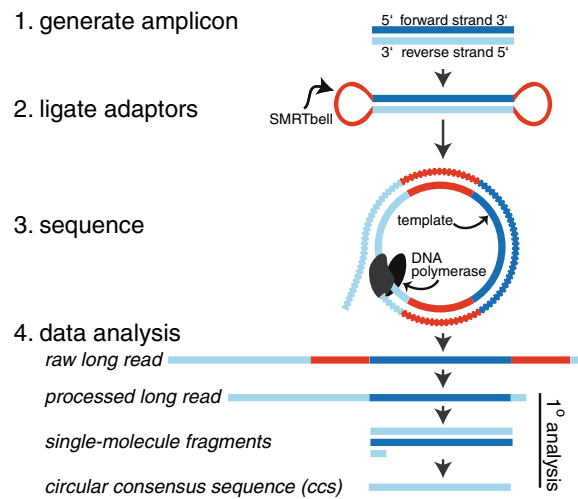 1. generate amplicon
5‘ forward strand 3‘
3‘ reverse strand 5‘
2. ligate adaptors
SMRTbell
3. sequence
template
DNA
polymerase
4. data analysis
raw long read
processed long read
single-molecule fragments
circular consensus sequence (ccs)
1° analysis